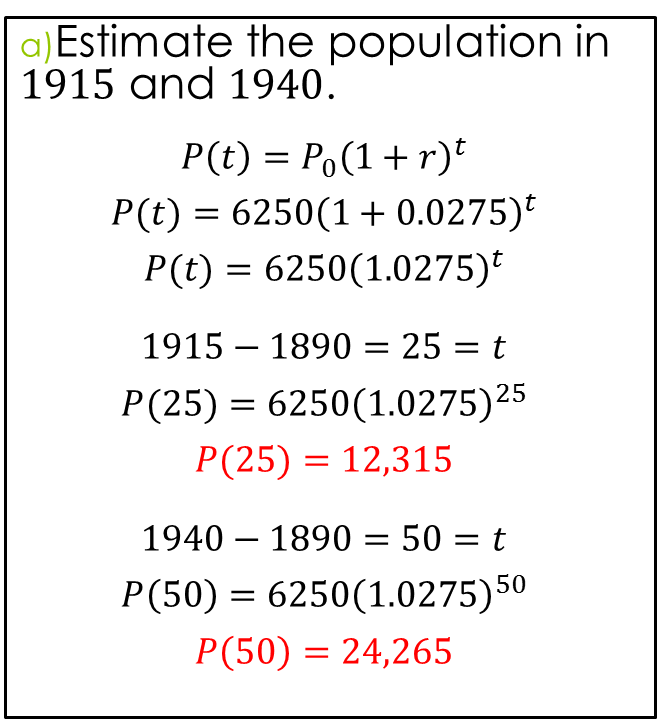 a)Estimate the population in
1915 and 1940.
P(t) = P₀(1 + r)ᵗ
P(t) = 6250(1 + 0.0275)ᵗ
P(t) = 6250(1.0275)ᵗ
1915 − 1890 = 25 = t
P(25) = 6250(1.0275)²⁵
P(25) = 12,315
1940 − 1890 = 50 = t
P(50) = 6250(1.0275)⁵⁰
P(50) = 24,265